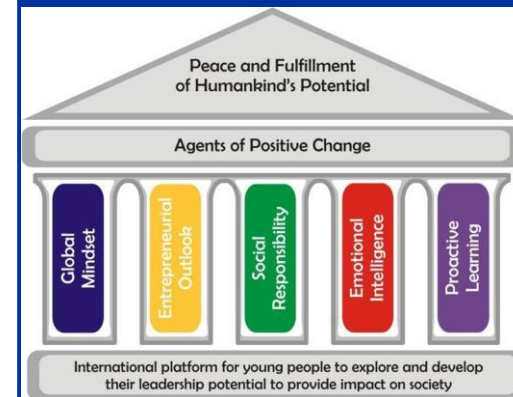 Peace and Fulfillment
of Humankind's Potential
Agents of Positive Change
Global
Mindset
Entrepreneurial
Outlook
Social
Responsibility
Emotional
Intelligence
Proactive
Learning
International platform for young people to explore and develop
their leadership potential to provide impact on society